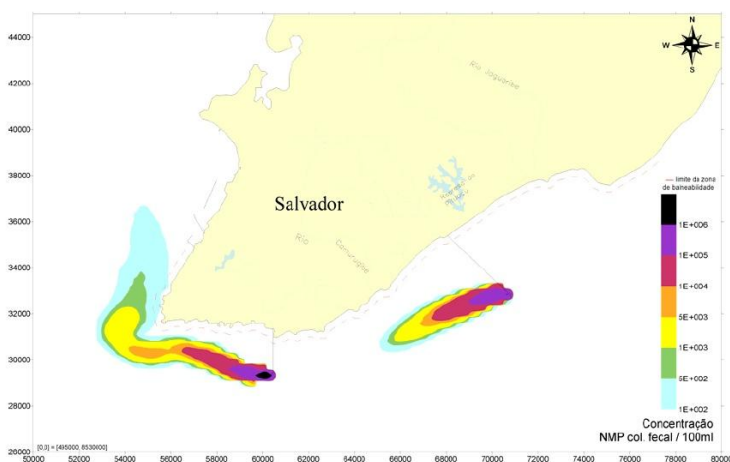 44000
42000
40000
38000
36000
34000
32000
30000
28000
26000
N
W
E
S
Rio Jaguaribe
Salvador
Rio
Camurugipe
limite da zona
de balneabilidade
1E+006
1E+005
1E+004
5E+003
1E+003
5E+002
1E+002
Concentração
NMP col. fecal / 100ml
[0,0] = [495000, 8530000]
50000
52000
54000
56000
58000
60000
62000
64000
66000
68000
70000
72000
74000
76000
78000
80000